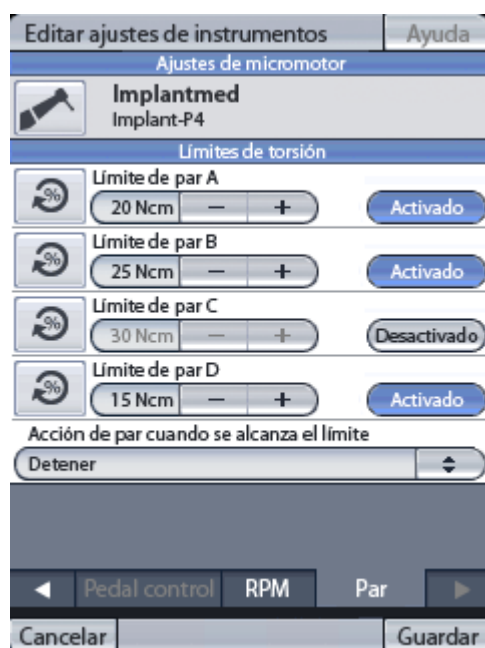 Editar ajustes de instrumentos Ayuda
Ajustes de micromotor
Implantmed
Implant-P4
Límites de torsión
%
Límite de par A
20 Ncm − + Activado
%
Límite de par B
25 Ncm − + Activado
%
Límite de par C
30 Ncm − + Desactivado
%
Límite de par D
15 Ncm − + Activado
Acción de par cuando se alcanza el límite
Detener
Pedal control RPM Par
Cancelar Guardar